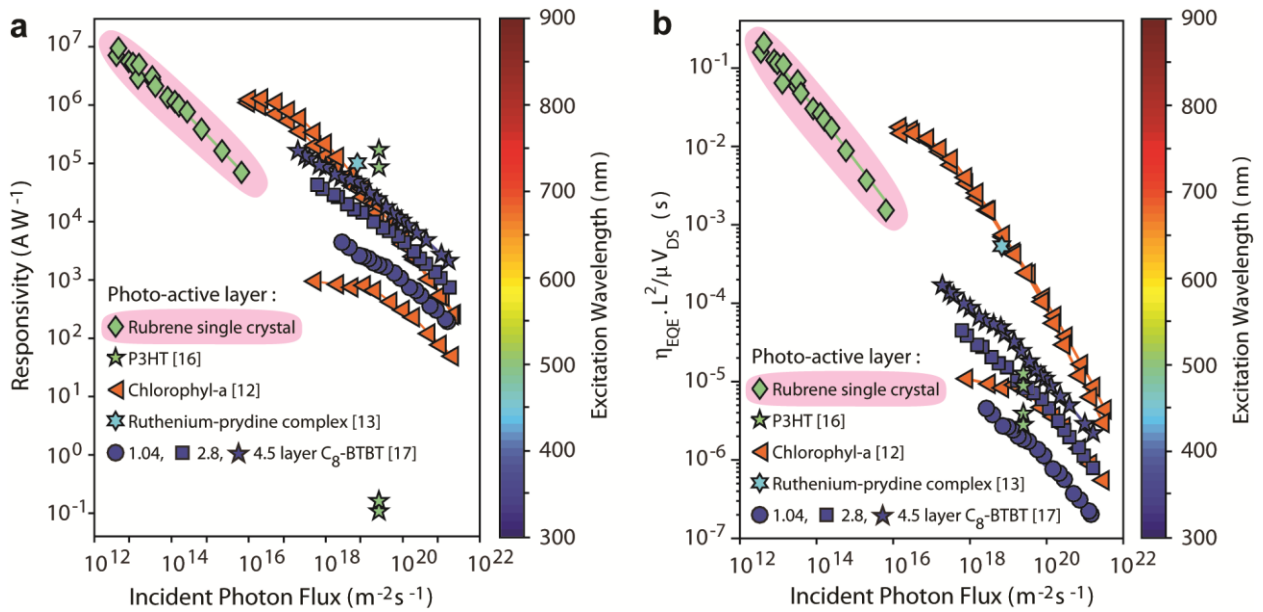 a
Responsivity (A W⁻¹)
10⁷
10⁶
10⁵
10⁴
10³
10²
10¹
10⁰
10⁻¹
Photo-active layer :
Rubrene single crystal
P3HT [16]
Chlorophyl-a [12]
Ruthenium-prydine complex [13]
1.04, 2.8, 4.5 layer C₈-BTBT [17]
10¹² 10¹⁴ 10¹⁶ 10¹⁸ 10²⁰ 10²²
Incident Photon Flux (m⁻²s⁻¹)
900
800
700
600
500
400
300
Excitation Wavelength (nm)
b
η_EQE · L²/μ V_DS (s)
10⁻¹
10⁻²
10⁻³
10⁻⁴
10⁻⁵
10⁻⁶
10⁻⁷
Photo-active layer :
Rubrene single crystal
P3HT [16]
Chlorophyl-a [12]
Ruthenium-prydine complex [13]
1.04, 2.8, 4.5 layer C₈-BTBT [17]
10¹² 10¹⁴ 10¹⁶ 10¹⁸ 10²⁰ 10²²
Incident Photon Flux (m⁻²s⁻¹)
900
800
700
600
500
400
300
Excitation Wavelength (nm)